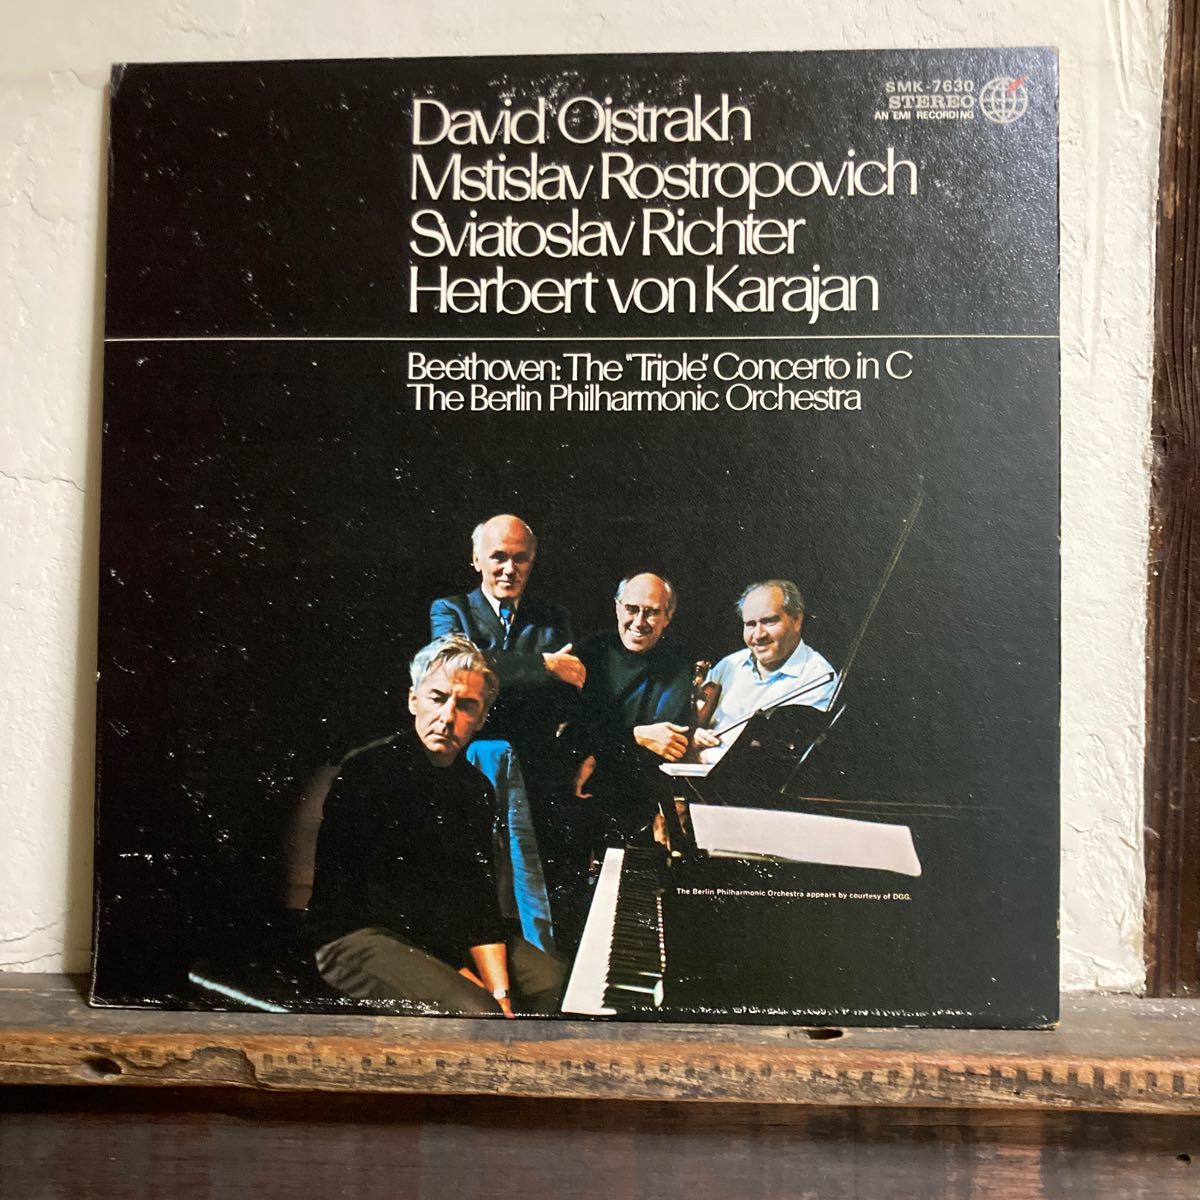 SMK-7630
STEREO
AN EMI RECORDING
David Oistrakh
Mstislav Rostropovich
Sviatoslav Richter
Herbert von Karajan
Beethoven: The "Triple" Concerto in C
The Berlin Philharmonic Orchestra
The Berlin Philharmonic Orchestra appears by courtesy of DGG.